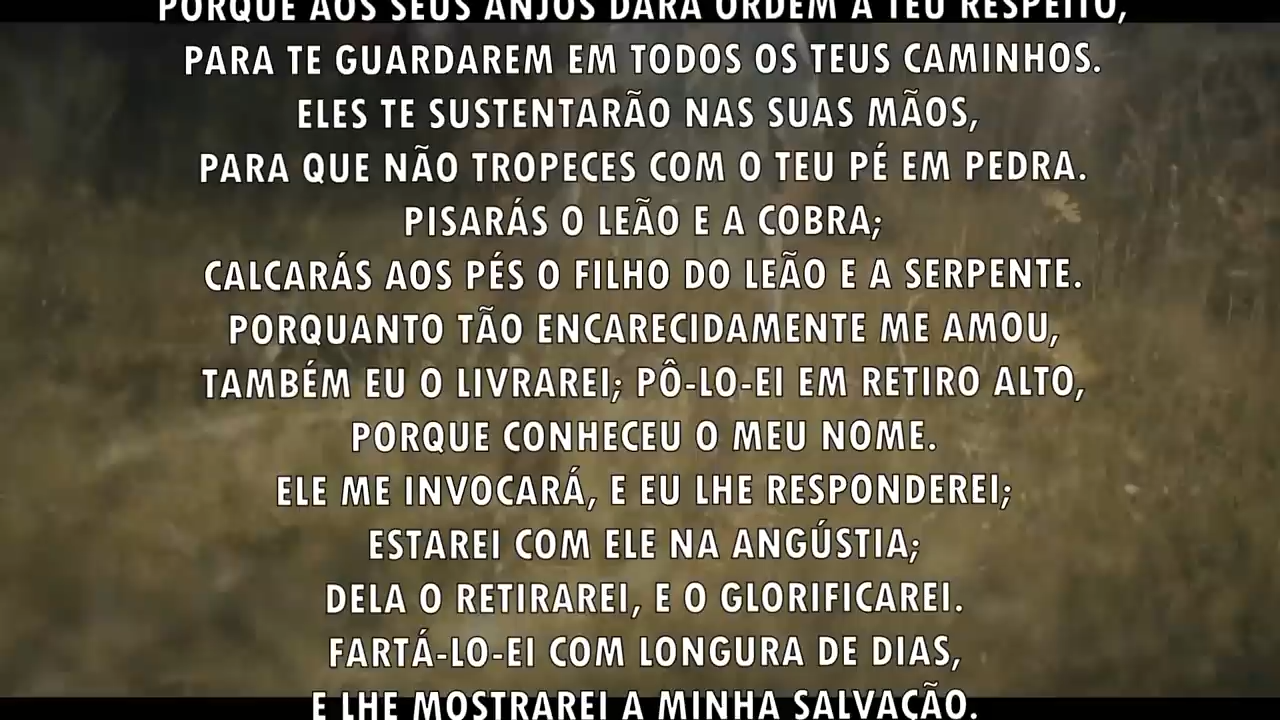 PORQUE AOS SEUS ANJOS DARÁ ORDEM A TEU RESPEITO,
PARA TE GUARDAREM EM TODOS OS TEUS CAMINHOS.
ELES TE SUSTENTARÃO NAS SUAS MÃOS,
PARA QUE NÃO TROPECES COM O TEU PÉ EM PEDRA.
PISARÁS O LEÃO E A COBRA;
CALCARÁS AOS PÉS O FILHO DO LEÃO E A SERPENTE.
PORQUANTO TÃO ENCARECIDAMENTE ME AMOU,
TAMBÉM EU O LIVRAREI; PÔ-LO-EI EM RETIRO ALTO,
PORQUE CONHECEU O MEU NOME.
ELE ME INVOCARÁ, E EU LHE RESPONDEREI;
ESTAREI COM ELE NA ANGÚSTIA;
DELA O RETIRAREI, E O GLORIFICAREI.
FARTÁ-LO-EI COM LONGURA DE DIAS,
E LHE MOSTRAREI A MINHA SALVAÇÃO.